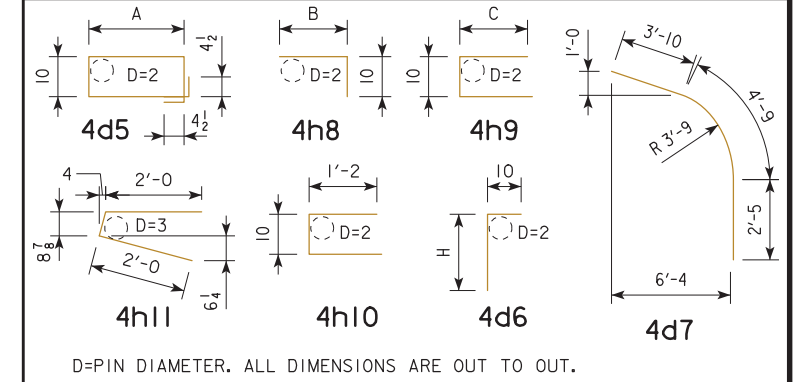 A
4½
10
D=2
4½
4d5
B
D=2
10
4h8
C
10
D=2
10
4h9
1'-0
3'-10
4'-9
R 3'-9
2'-5
6'-4
4d7
4
2'-0
D=3
8⅞
2'-0
6¼
4h11
1'-2
10
D=2
4h10
10
H
D=2
4d6
D=PIN DIAMETER. ALL DIMENSIONS ARE OUT TO OUT.